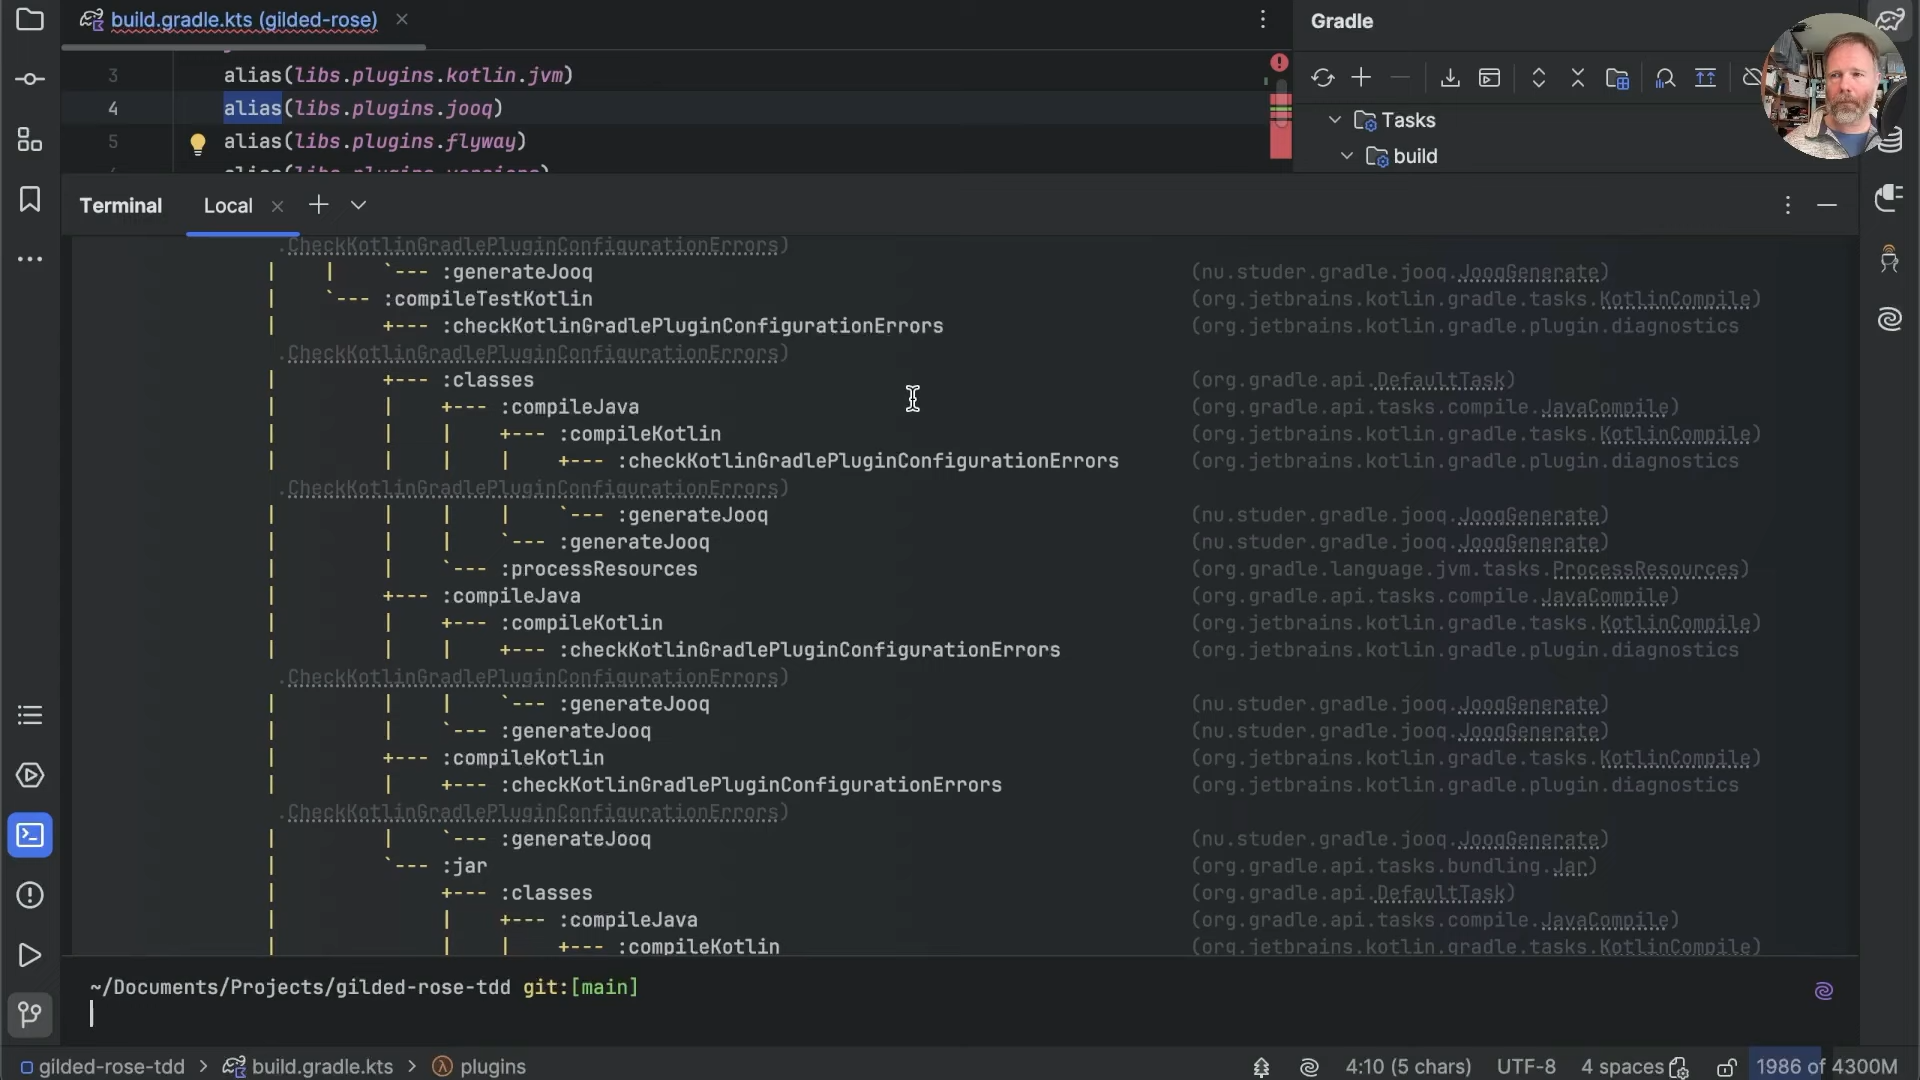 build.gradle.kts (gilded-rose)
Gradle
3 alias(libs.plugins.kotlin.jvm)
4 alias(libs.plugins.jooq)
5 alias(libs.plugins.flyway)
alias(libs.plugins.versions)
Tasks
build
Terminal Local
.CheckKotlinGradlePluginConfigurationErrors)
| | `--- :generateJooq (nu.studer.gradle.jooq.JooqGenerate)
| `--- :compileTestKotlin (org.jetbrains.kotlin.gradle.tasks.KotlinCompile)
| +--- :checkKotlinGradlePluginConfigurationErrors (org.jetbrains.kotlin.gradle.plugin.diagnostics
.CheckKotlinGradlePluginConfigurationErrors)
| +--- :classes (org.gradle.api.DefaultTask)
| | +--- :compileJava (org.gradle.api.tasks.compile.JavaCompile)
| | | +--- :compileKotlin (org.jetbrains.kotlin.gradle.tasks.KotlinCompile)
| | | | +--- :checkKotlinGradlePluginConfigurationErrors (org.jetbrains.kotlin.gradle.plugin.diagnostics
.CheckKotlinGradlePluginConfigurationErrors)
| | | | `--- :generateJooq (nu.studer.gradle.jooq.JooqGenerate)
| | | `--- :generateJooq (nu.studer.gradle.jooq.JooqGenerate)
| | `--- :processResources (org.gradle.language.jvm.tasks.ProcessResources)
| +--- :compileJava (org.gradle.api.tasks.compile.JavaCompile)
| | +--- :compileKotlin (org.jetbrains.kotlin.gradle.tasks.KotlinCompile)
| | | +--- :checkKotlinGradlePluginConfigurationErrors (org.jetbrains.kotlin.gradle.plugin.diagnostics
.CheckKotlinGradlePluginConfigurationErrors)
| | | `--- :generateJooq (nu.studer.gradle.jooq.JooqGenerate)
| | `--- :generateJooq (nu.studer.gradle.jooq.JooqGenerate)
| +--- :compileKotlin (org.jetbrains.kotlin.gradle.tasks.KotlinCompile)
| | +--- :checkKotlinGradlePluginConfigurationErrors (org.jetbrains.kotlin.gradle.plugin.diagnostics
.CheckKotlinGradlePluginConfigurationErrors)
| | `--- :generateJooq (nu.studer.gradle.jooq.JooqGenerate)
| `--- :jar (org.gradle.api.tasks.bundling.Jar)
| +--- :classes (org.gradle.api.DefaultTask)
| | +--- :compileJava (org.gradle.api.tasks.compile.JavaCompile)
| | | +--- :compileKotlin (org.jetbrains.kotlin.gradle.tasks.KotlinCompile)
~/Documents/Projects/gilded-rose-tdd git:[main]
gilded-rose-tdd > build.gradle.kts > plugins 4:10 (5 chars) UTF-8 4 spaces 1986 of 4300M